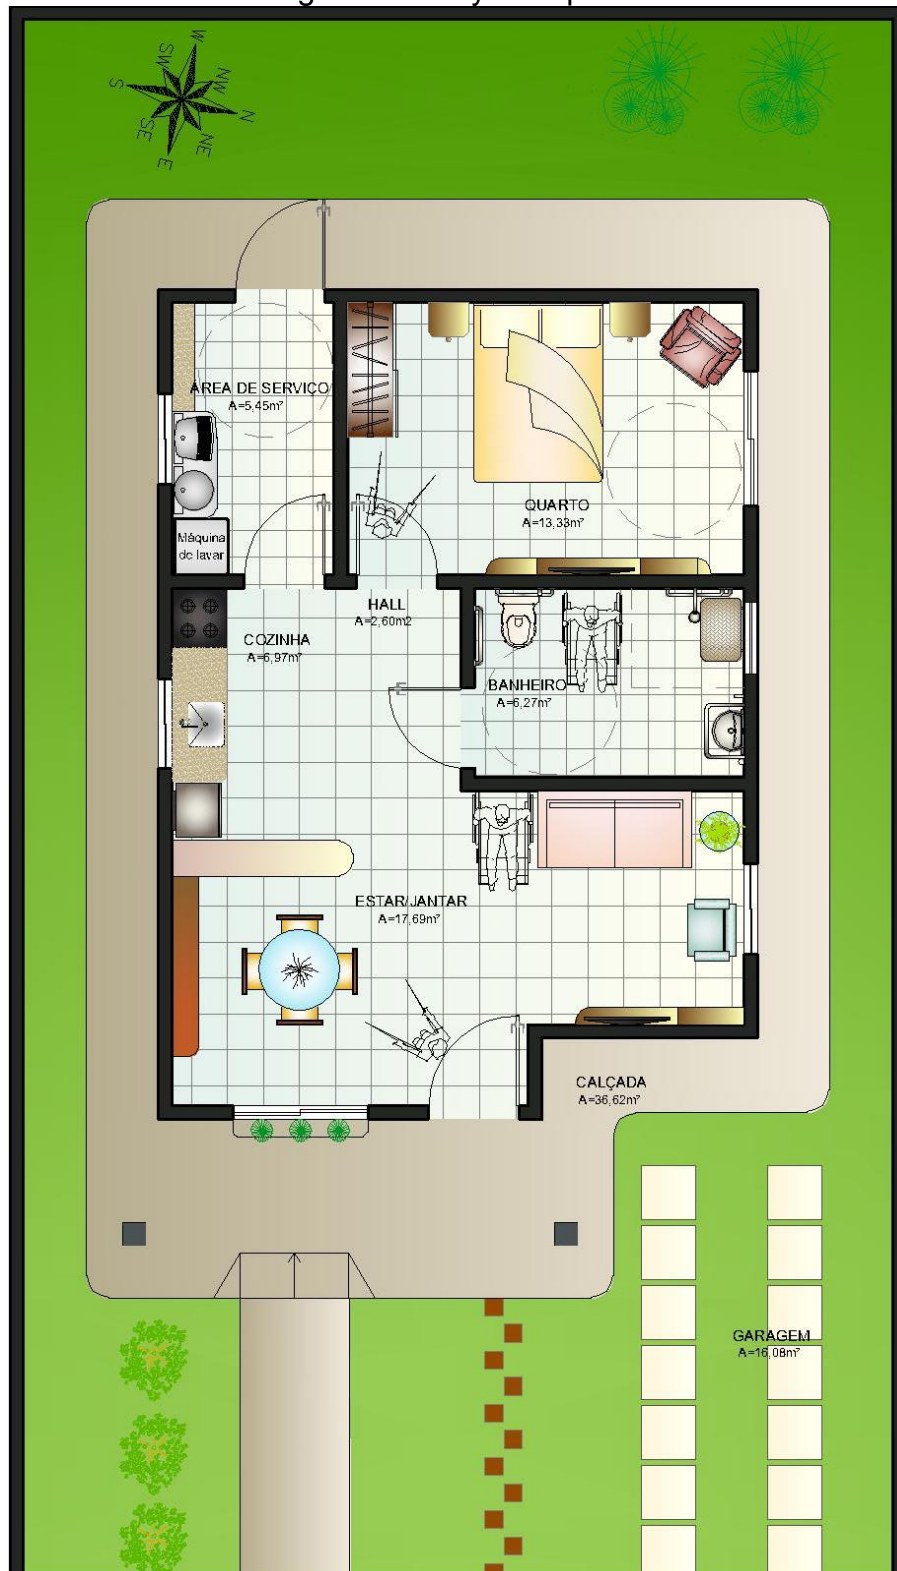 W
SW
NW
S
N
SE
NE
E
ÁREA DE SERVIÇO
A=5,45m²
QUARTO
A=13,33m²
Máquina
de lavar
HALL
A=2,60m2
COZINHA
A=6,97m²
BANHEIRO
A=6,27m²
ESTAR/JANTAR
A=17,69m²
CALÇADA
A=36,62m²
GARAGEM
A=16,08m²